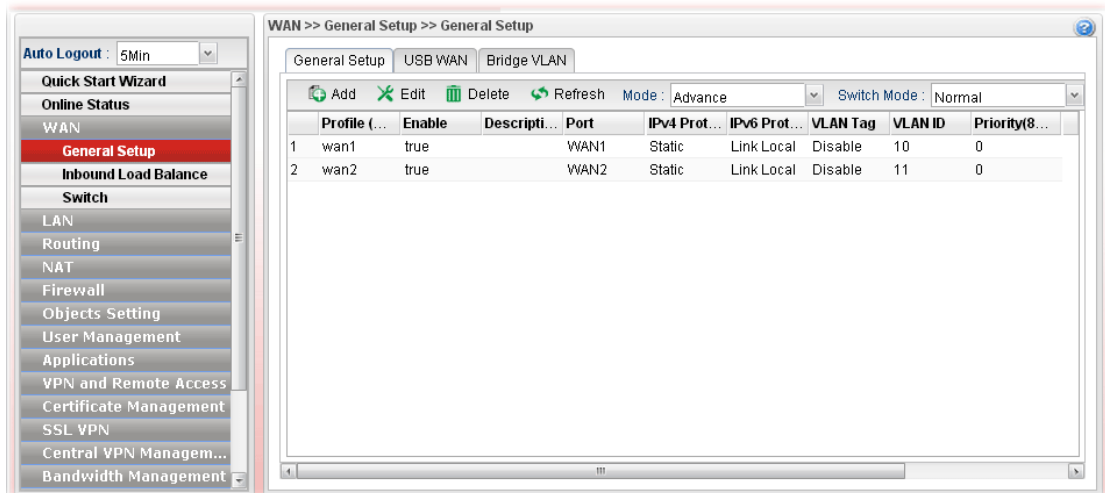 WAN >> General Setup >> General Setup
Auto Logout : 5Min
Quick Start Wizard
Online Status
WAN
General Setup
Inbound Load Balance
Switch
LAN
Routing
NAT
Firewall
Objects Setting
User Management
Applications
VPN and Remote Access
Certificate Management
SSL VPN
Central VPN Managem...
Bandwidth Management
General Setup USB WAN Bridge VLAN
Add Edit Delete Refresh Mode : Advance Switch Mode : Normal
Profile (... Enable Descripti... Port IPv4 Prot... IPv6 Prot... VLAN Tag VLAN ID Priority(8...
1 wan1 true WAN1 Static Link Local Disable 10 0
2 wan2 true WAN2 Static Link Local Disable 11 0